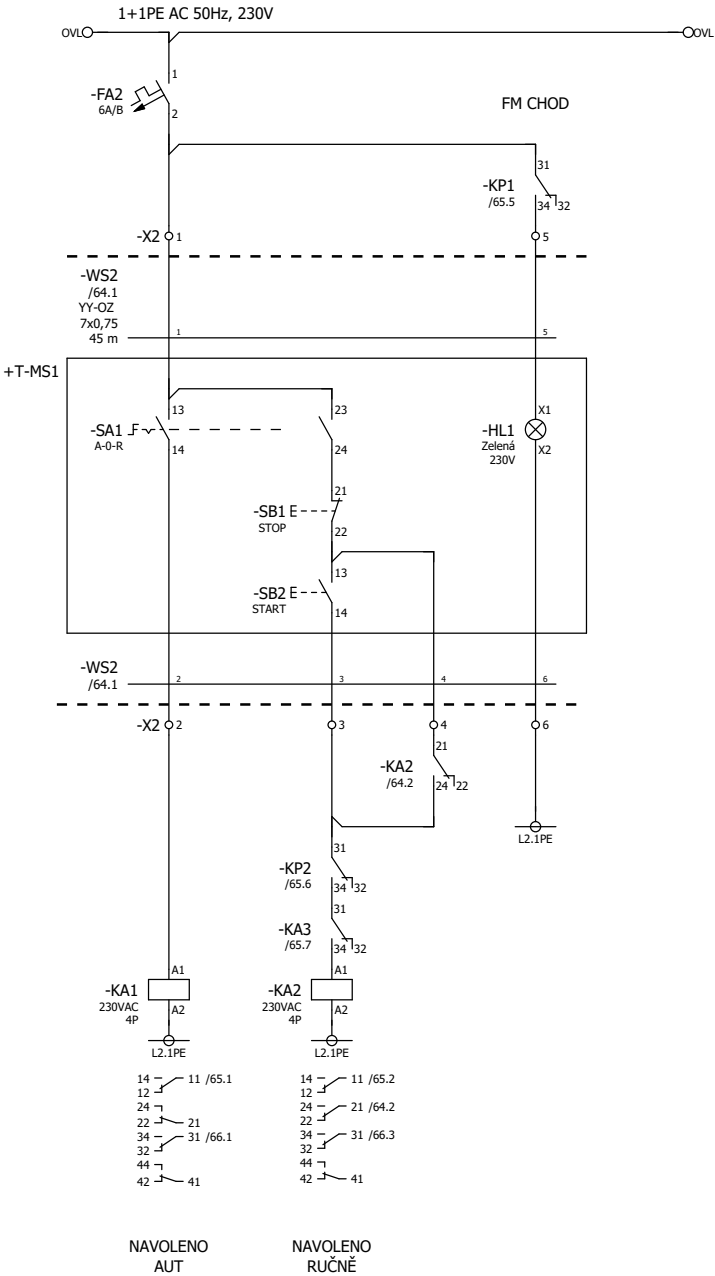 1+1PE AC 50Hz, 230V
OVL
OVL
1
-FA2
6A/B
2
FM CHOD
31
-KP1
/65.5
34 32
-X2 1
5
-WS2
/64.1
YY-OZ
7x0,75
45 m
1
5
+T-MS1
13
23
X1
-SA1
A-0-R
14
24
-HL1
Zelená
230V
X2
21
-SB1
STOP
22
13
-SB2
START
14
-WS2
/64.1
2
3
4
6
-X2 2
3
4
6
21
-KA2
/64.2
24 22
L2.1PE
31
-KP2
/65.6
34 32
31
-KA3
/65.7
34 32
A1
-KA1
230VAC
4P
A2
L2.1PE
A1
-KA2
230VAC
4P
A2
L2.1PE
14 11 /65.1
12
24
22 21
34 31 /66.1
32
44
42 41
14 11 /65.2
12
24 21 /64.2
22
34 31 /66.3
32
44
42 41
NAVOLENO
AUT
NAVOLENO
RUČNĚ